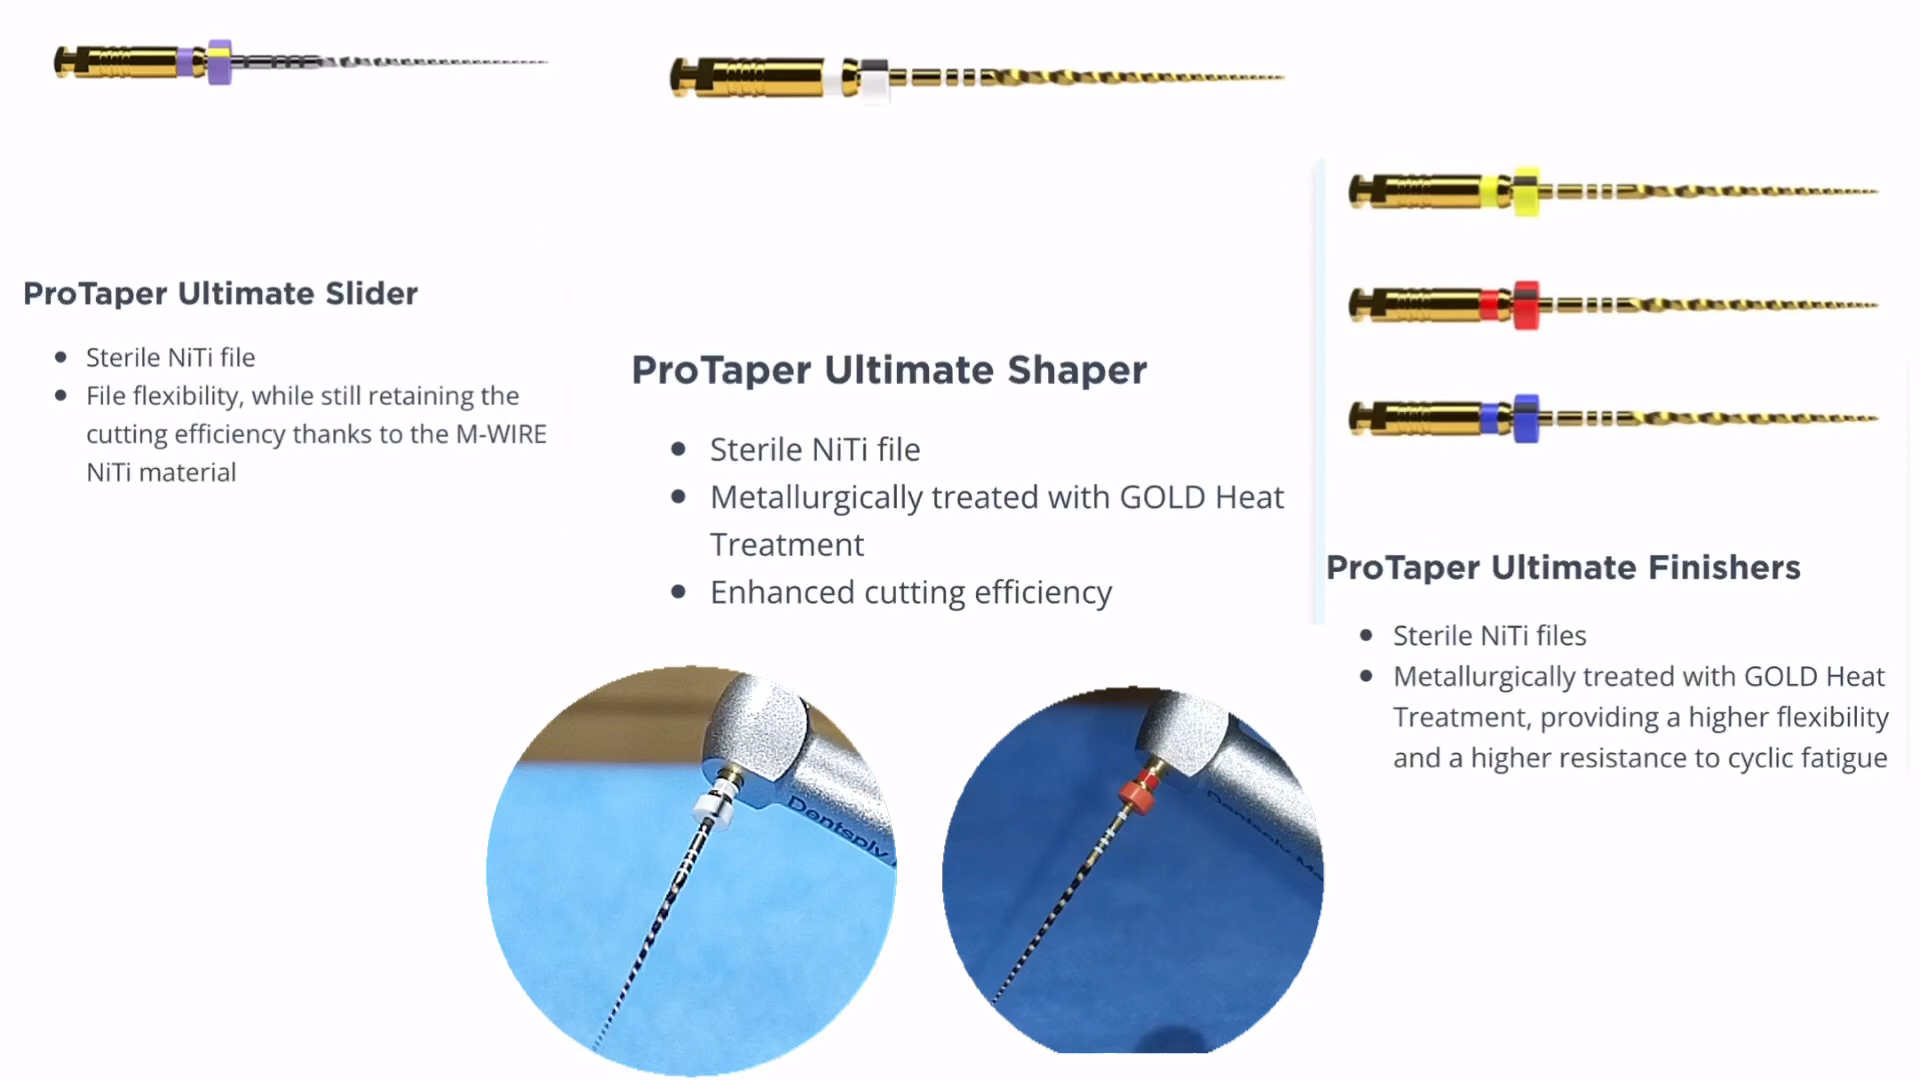 ProTaper Ultimate Slider
Sterile NiTi file
File flexibility, while still retaining the
cutting efficiency thanks to the M-WIRE
NiTi material
ProTaper Ultimate Shaper
Sterile NiTi file
Metallurgically treated with GOLD Heat
Treatment
Enhanced cutting efficiency
ProTaper Ultimate Finishers
Sterile NiTi files
Metallurgically treated with GOLD Heat
Treatment, providing a higher flexibility
and a higher resistance to cyclic fatigue
Dentsply
Dentsply